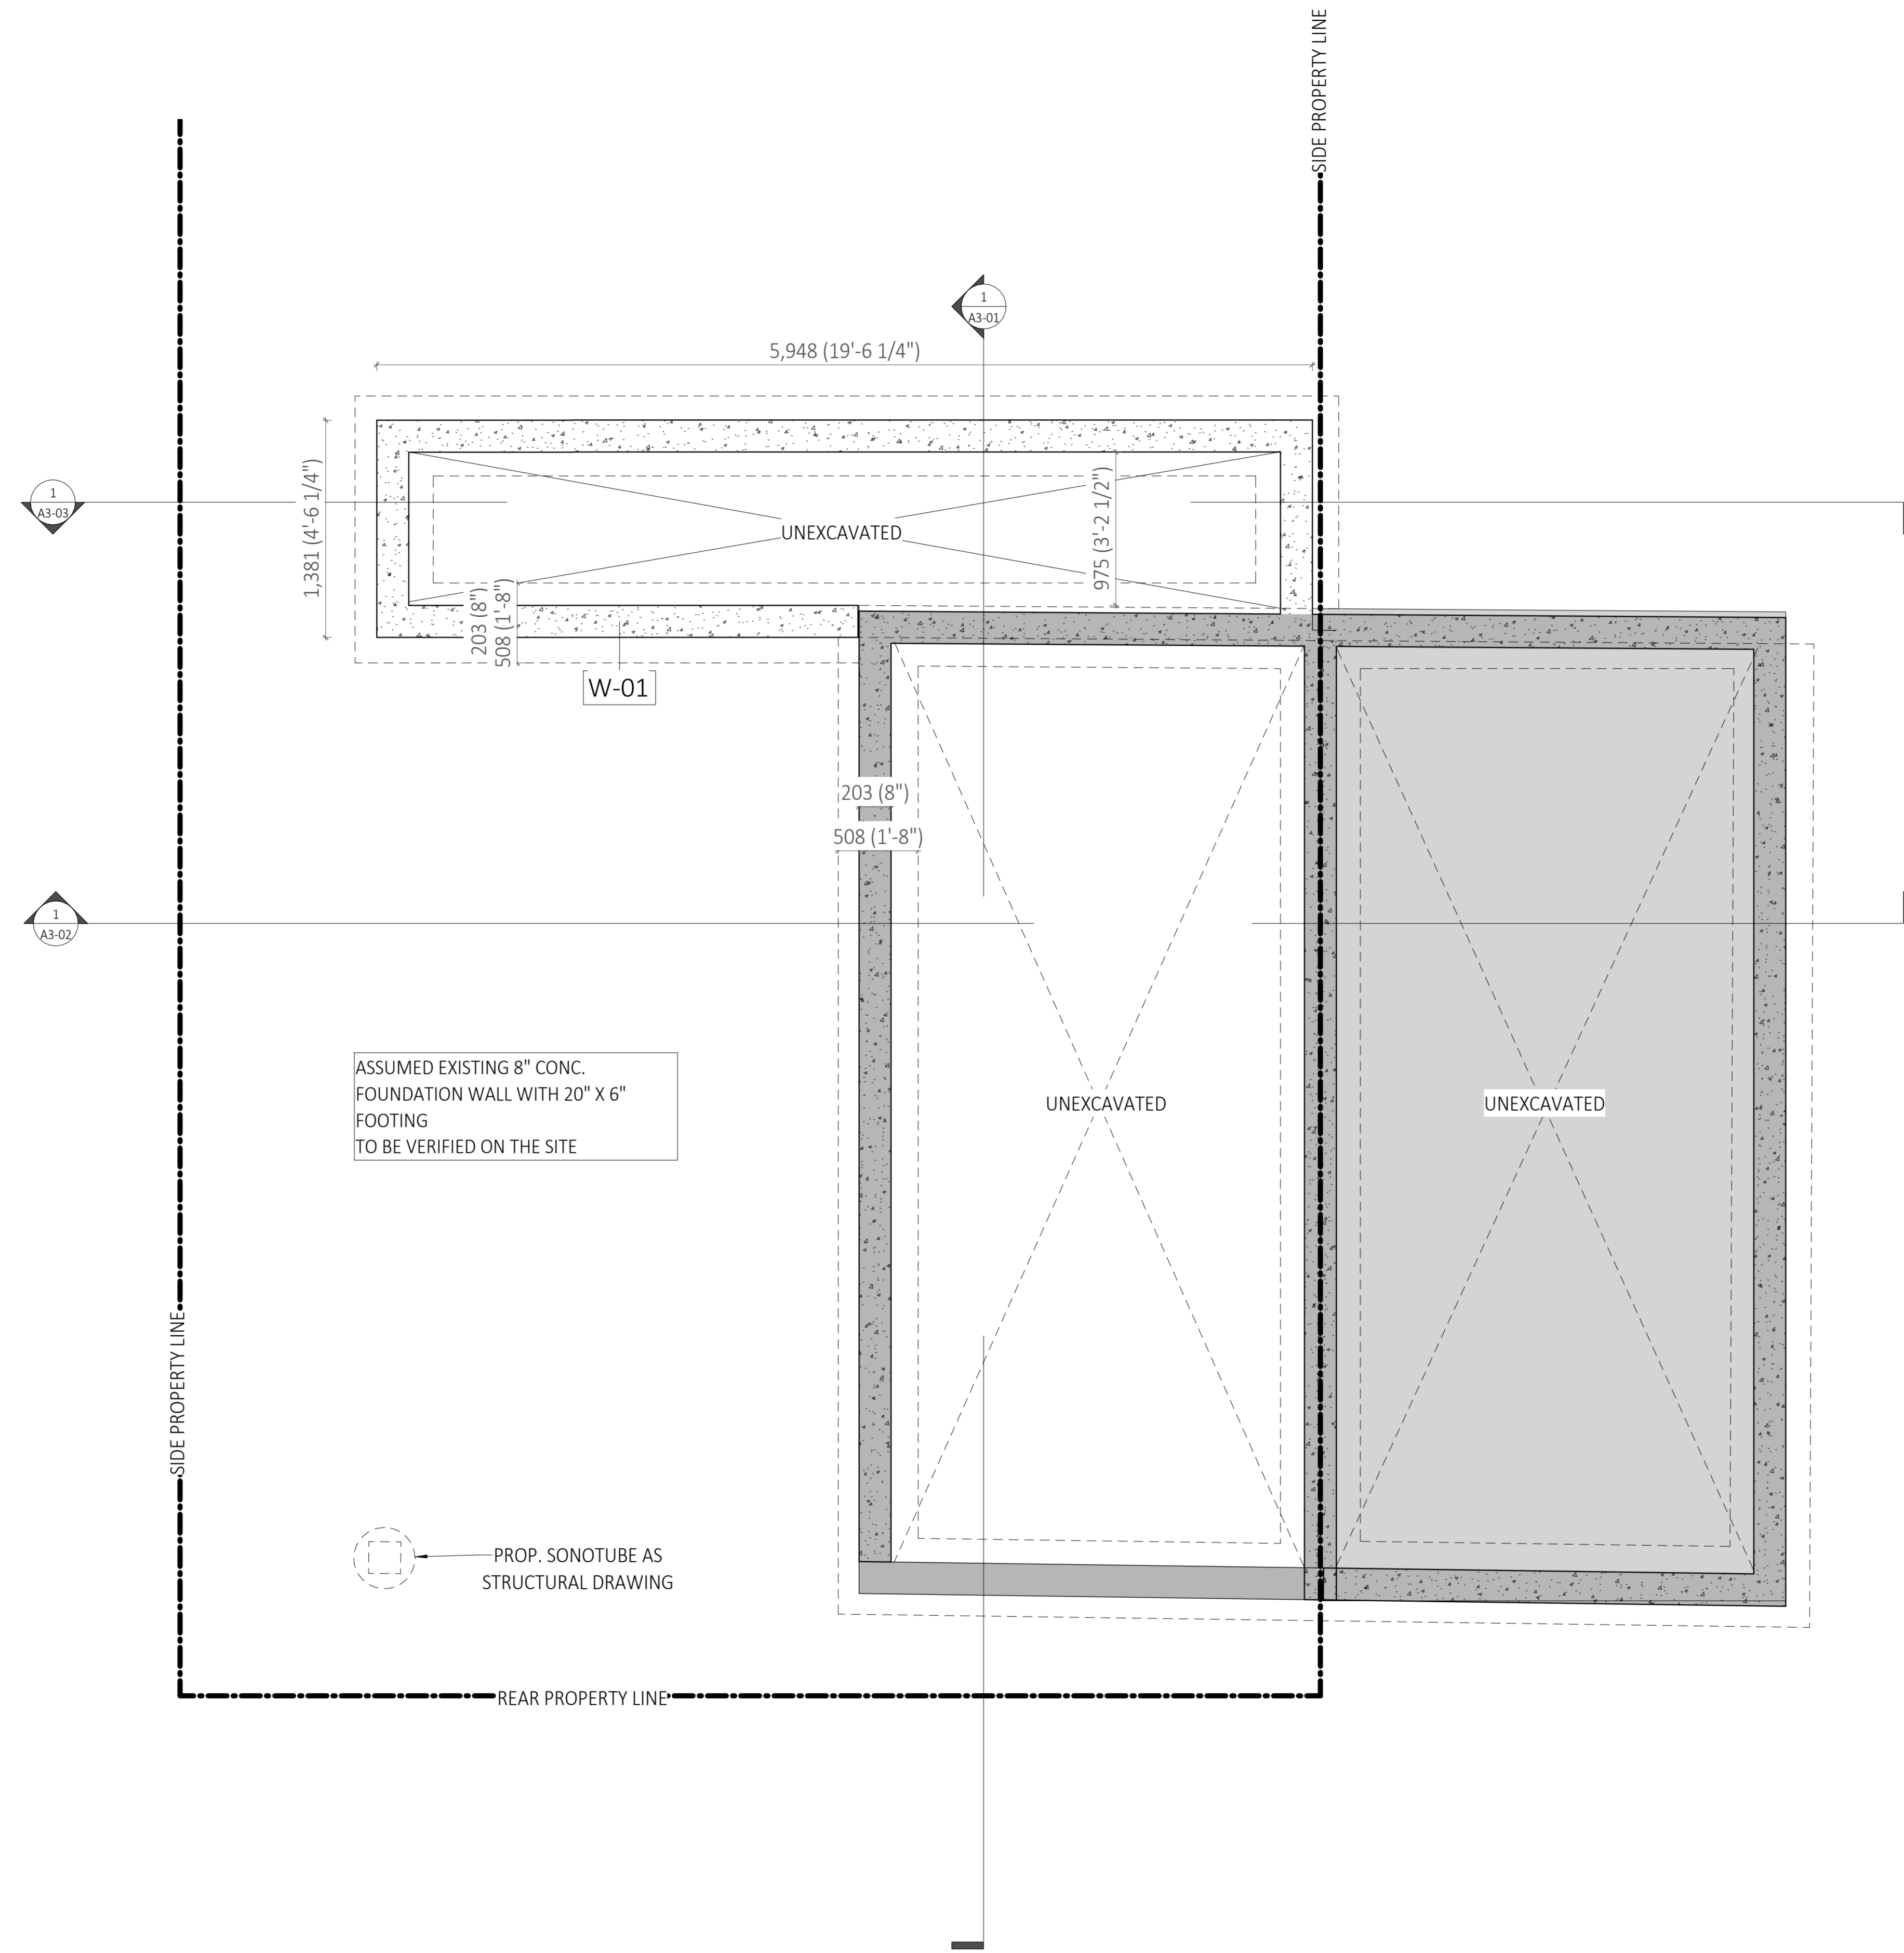 SIDE PROPERTY LINE
1
A3-01
5,948 (19'-6 1/4")
1
A3-03
1,381 (4'-6 1/4")
UNEXCAVATED
975 (3'-2 1/2")
203 (8")
508 (1'-8")
W-01
203 (8")
508 (1'-8")
1
A3-02
ASSUMED EXISTING 8" CONC.
FOUNDATION WALL WITH 20" X 6"
FOOTING
TO BE VERIFIED ON THE SITE
UNEXCAVATED
UNEXCAVATED
SIDE PROPERTY LINE
PROP. SONOTUBE AS
STRUCTURAL DRAWING
REAR PROPERTY LINE